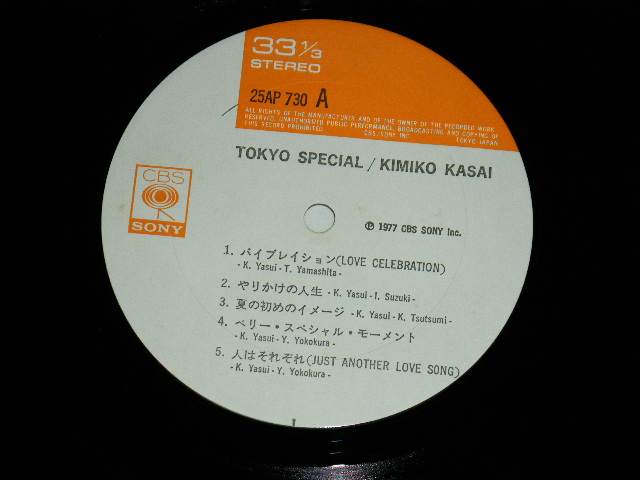 33 1/3
STEREO
25AP 730 A
ALL RIGHTS OF THE MANUFACTURER AND OF THE OWNER OF THE RECORDED WORK
RESERVED. UNAUTHORIZED PUBLIC PERFORMANCE, BROADCASTING AND COPYING OF
THIS RECORD PROHIBITED. CBS/SONY INC. TOKYO JAPAN
TOKYO SPECIAL / KIMIKO KASAI
CBS
SONY
℗ 1977 CBS SONY Inc.
1. バイブレイション(LOVE CELEBRATION)
- K. Yasui - T. Yamashita -
2. やりかけの人生 - K. Yasui - I. Suzuki -
3. 夏の初めのイメージ - K. Yasui - K. Tsutsumi -
4. ベリー・スペシャル・モーメント
- K. Yasui - Y. Yokokura -
5. 人はそれぞれ(JUST ANOTHER LOVE SONG)
- K. Yasui - Y. Yokokura -